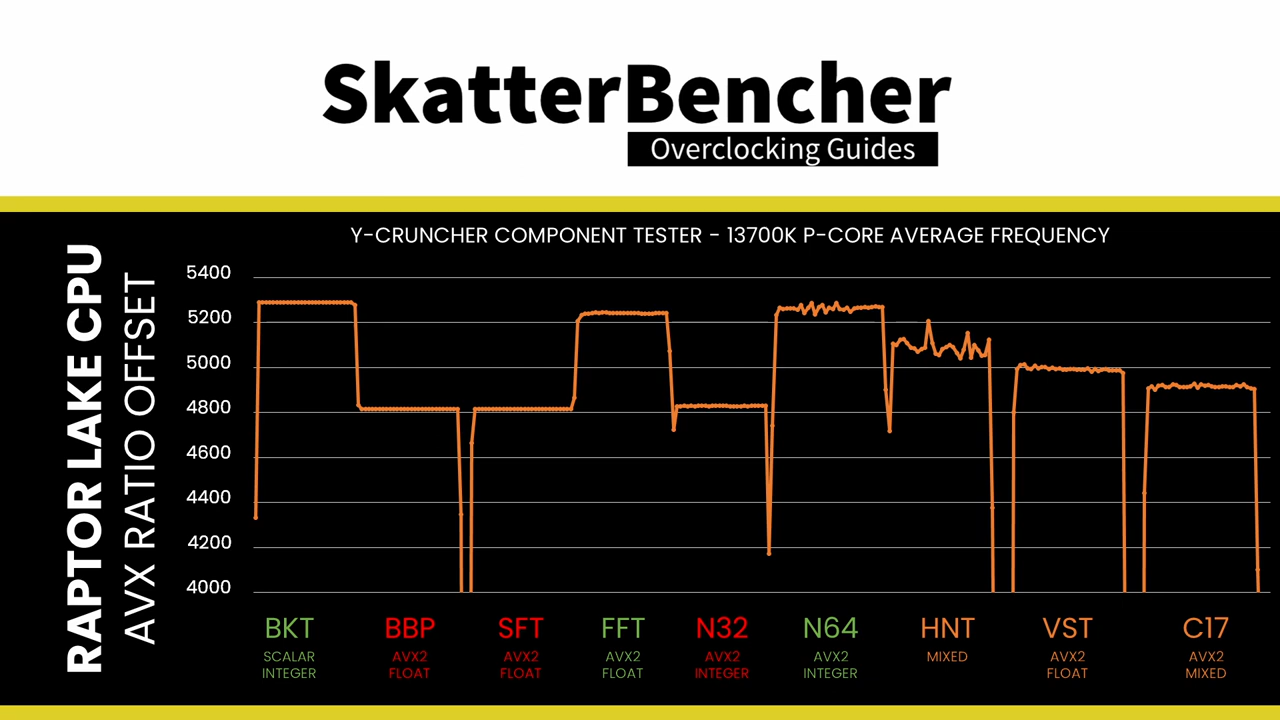 SkatterBencher
Overclocking Guides
RAPTOR LAKE CPU
AVX RATIO OFFSET
Y-CRUNCHER COMPONENT TESTER - 13700K P-CORE AVERAGE FREQUENCY
5400
5200
5000
4800
4600
4400
4200
4000
BKT BBP SFT FFT N32 N64 HNT VST C17
SCALAR AVX2 AVX2 AVX2 AVX2 AVX2 MIXED AVX2 AVX2
INTEGER FLOAT FLOAT FLOAT INTEGER INTEGER FLOAT MIXED